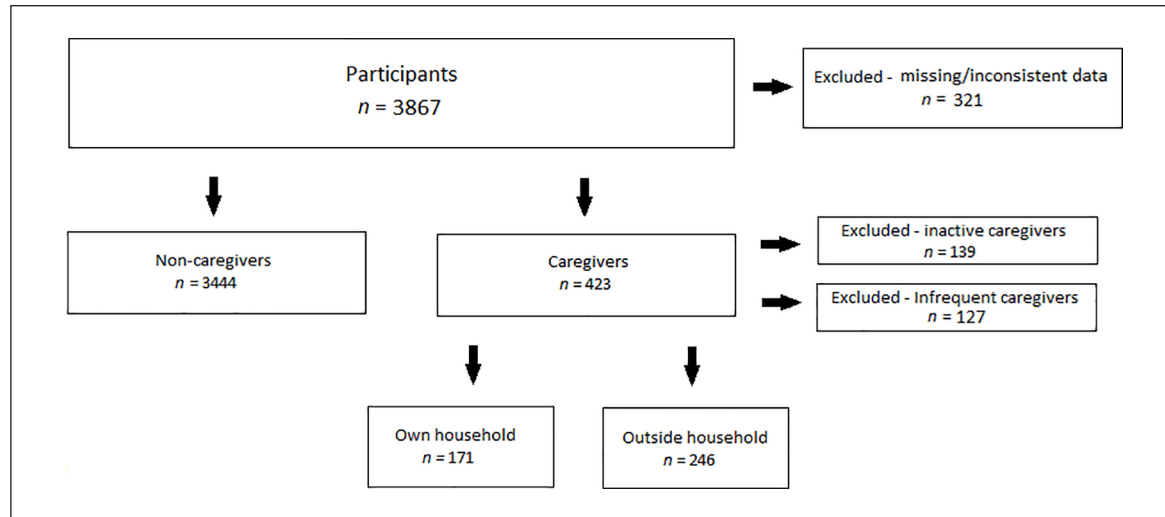 Participants
n = 3867
Excluded - missing/inconsistent data
n = 321
Non-caregivers
n = 3444
Caregivers
n = 423
Excluded - inactive caregivers
n = 139
Excluded - Infrequent caregivers
n = 127
Own household
n = 171
Outside household
n = 246